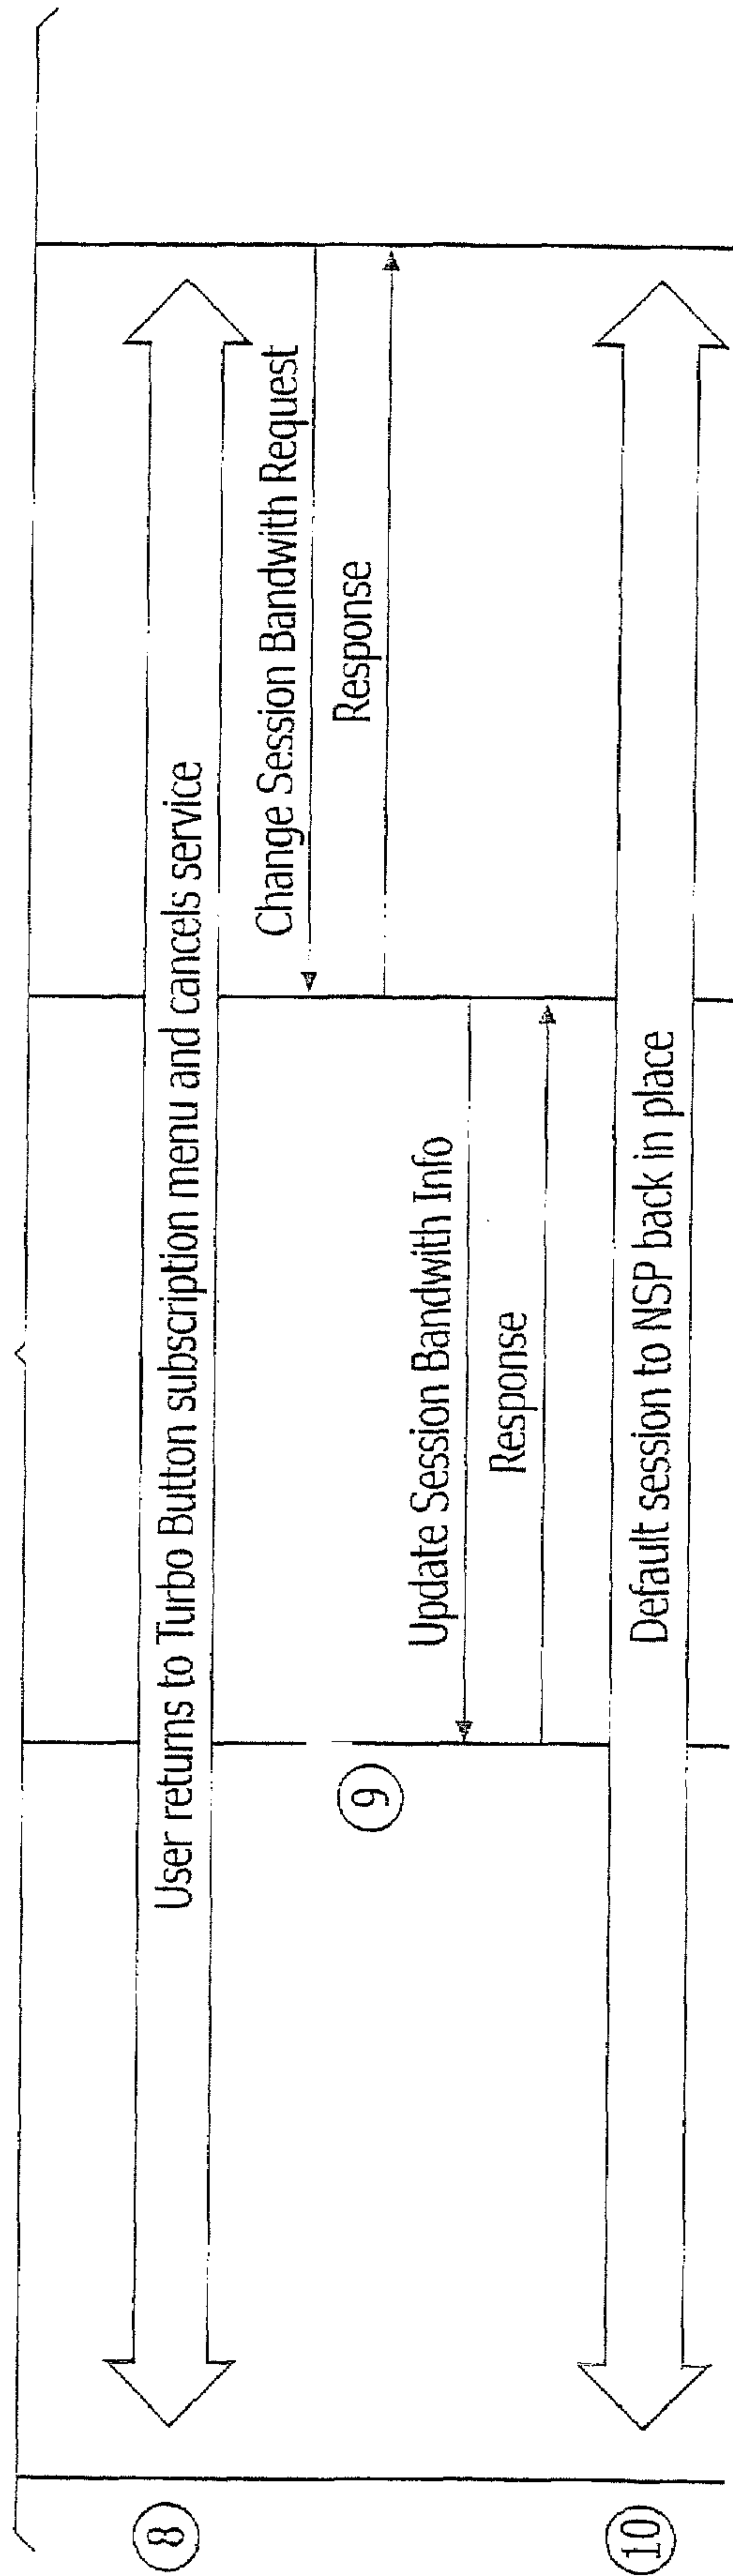 8
User returns to Turbo Button subscription menu and cancels service
Change Session Bandwith Request
Response
9
Update Session Bandwith Info
Response
10
Default session to NSP back in place